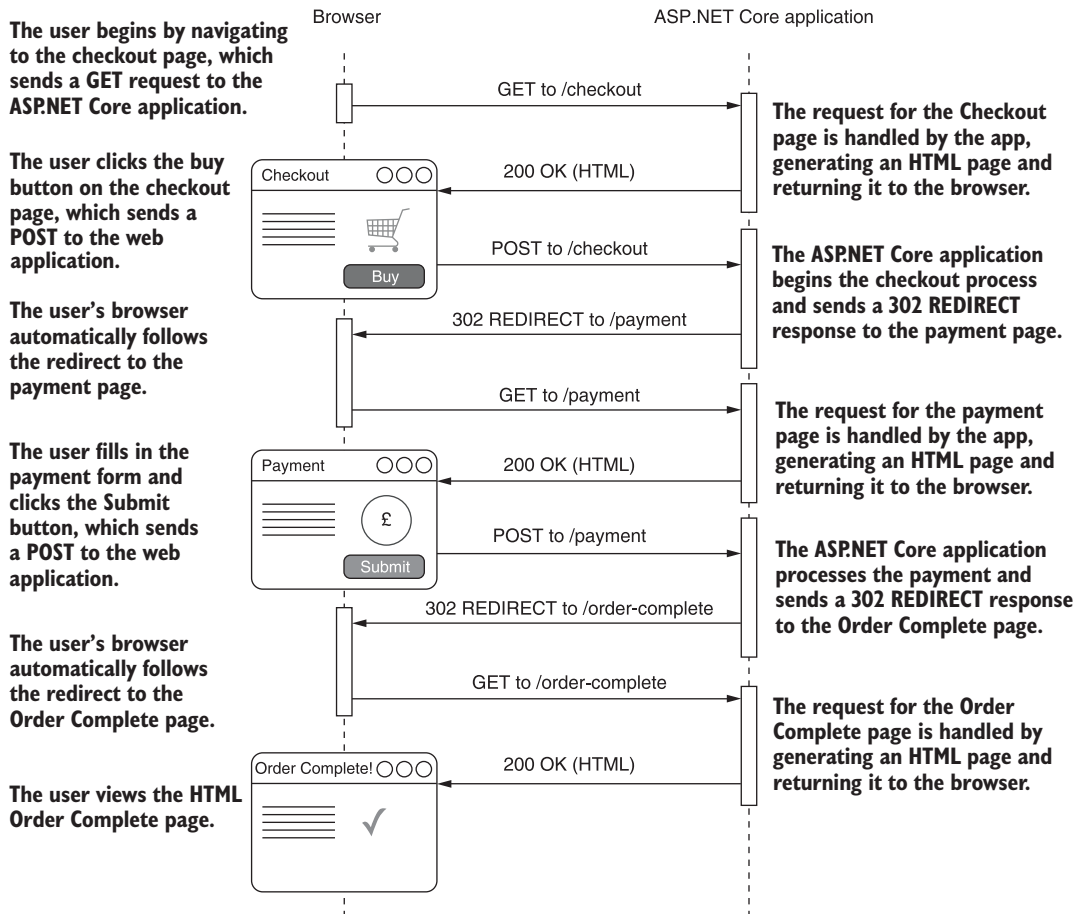 Browser
ASP.NET Core application
The user begins by navigating
to the checkout page, which
sends a GET request to the
ASP.NET Core application.
GET to /checkout
The request for the Checkout
page is handled by the app,
generating an HTML page and
returning it to the browser.
The user clicks the buy
button on the checkout
page, which sends a
POST to the web
application.
Checkout
200 OK (HTML)
Buy
POST to /checkout
The ASP.NET Core application
begins the checkout process
and sends a 302 REDIRECT
response to the payment page.
The user's browser
automatically follows
the redirect to the
payment page.
302 REDIRECT to /payment
GET to /payment
The request for the payment
page is handled by the app,
generating an HTML page and
returning it to the browser.
The user fills in the
payment form and
clicks the Submit
button, which sends
a POST to the web
application.
Payment
200 OK (HTML)
£
Submit
POST to /payment
The ASP.NET Core application
processes the payment and
sends a 302 REDIRECT response
to the Order Complete page.
302 REDIRECT to /order-complete
The user's browser
automatically follows
the redirect to the
Order Complete page.
GET to /order-complete
The request for the Order
Complete page is handled by
generating an HTML page and
returning it to the browser.
Order Complete!
200 OK (HTML)
The user views the HTML
Order Complete page.